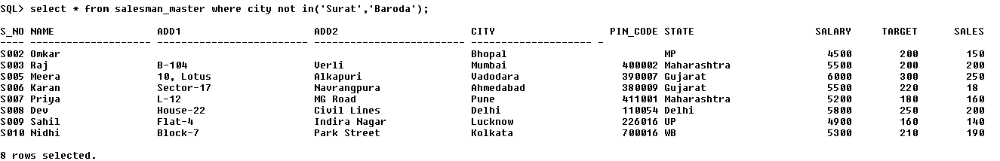 SQL> select * from salesman_master where city not in('Surat','Baroda');
S_NO NAME ADD1 ADD2 CITY PIN_CODE STATE SALARY TARGET SALES
---- -------------------- ------------------------- ------------------------- -------------------- -
S002 Omkar Bhopal MP 4500 200 150
S003 Raj B-104 Verli Mumbai 400002 Maharashtra 5500 200 200
S005 Meera 10, Lotus Alkapuri Vadodara 390007 Gujarat 6000 300 250
S006 Karan Sector-17 Navrangpura Ahmedabad 380009 Gujarat 5500 220 18
S007 Priya L-12 MG Road Pune 411001 Maharashtra 5200 180 160
S008 Dev House-22 Civil Lines Delhi 110054 Delhi 5800 250 200
S009 Sahil Flat-4 Indira Nagar Lucknow 226016 UP 4900 160 140
S010 Nidhi Block-7 Park Street Kolkata 700016 WB 5300 210 190
8 rows selected.